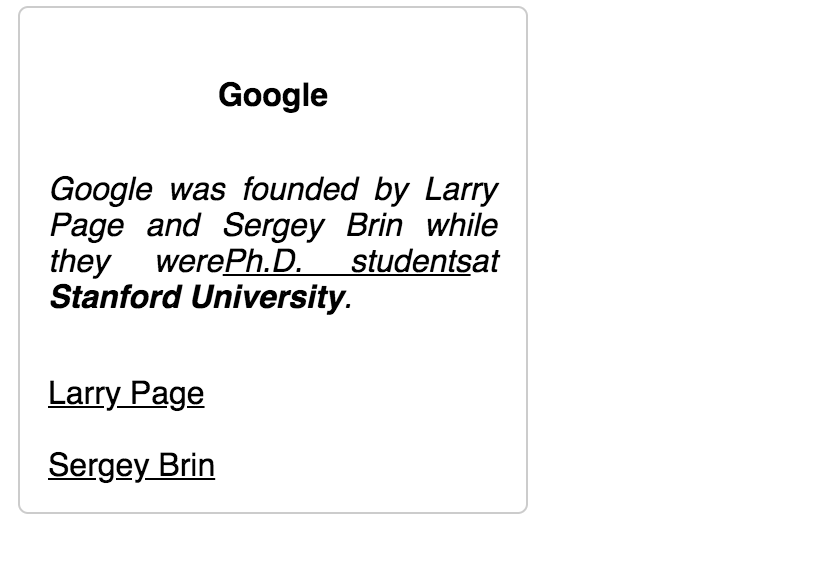 Google
Google was founded by Larry
Page and Sergey Brin while
they werePh.D. studentsat
Stanford University.
Larry Page
Sergey Brin